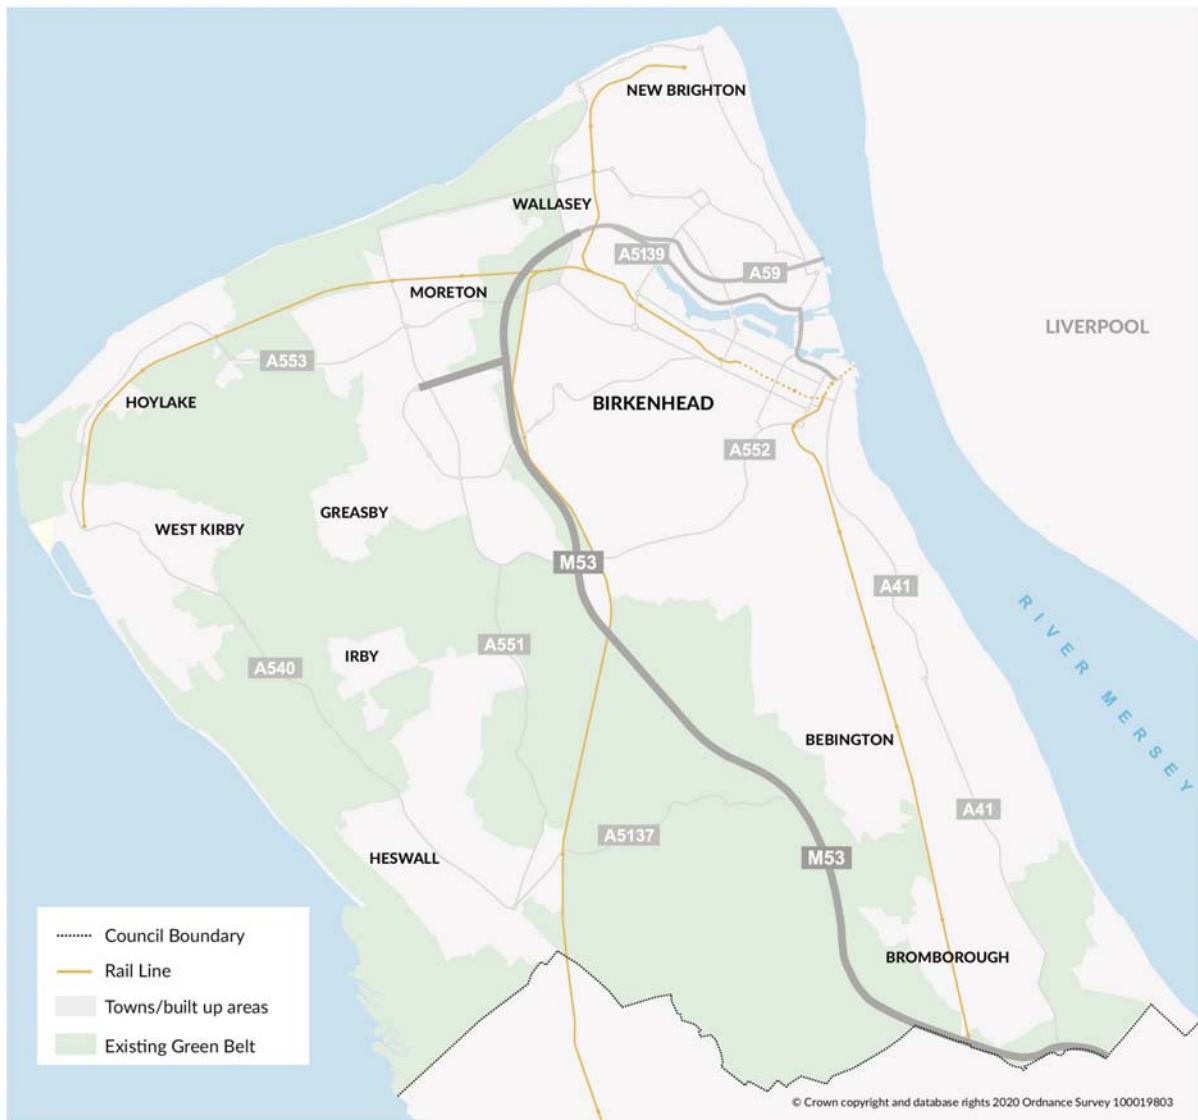 NEW BRIGHTON
WALLASEY
A5139
A59
MORETON
LIVERPOOL
A553
HOYLAKE
BIRKENHEAD
A552
GREASBY
WEST KIRBY
M53
A41
RIVER MERSEY
A551
IRBY
A540
BEBINGTON
A41
A5137
HESWALL
M53
BROMBOROUGH
Council Boundary
Rail Line
Towns/built up areas
Existing Green Belt
© Crown copyright and database rights 2020 Ordnance Survey 100019803